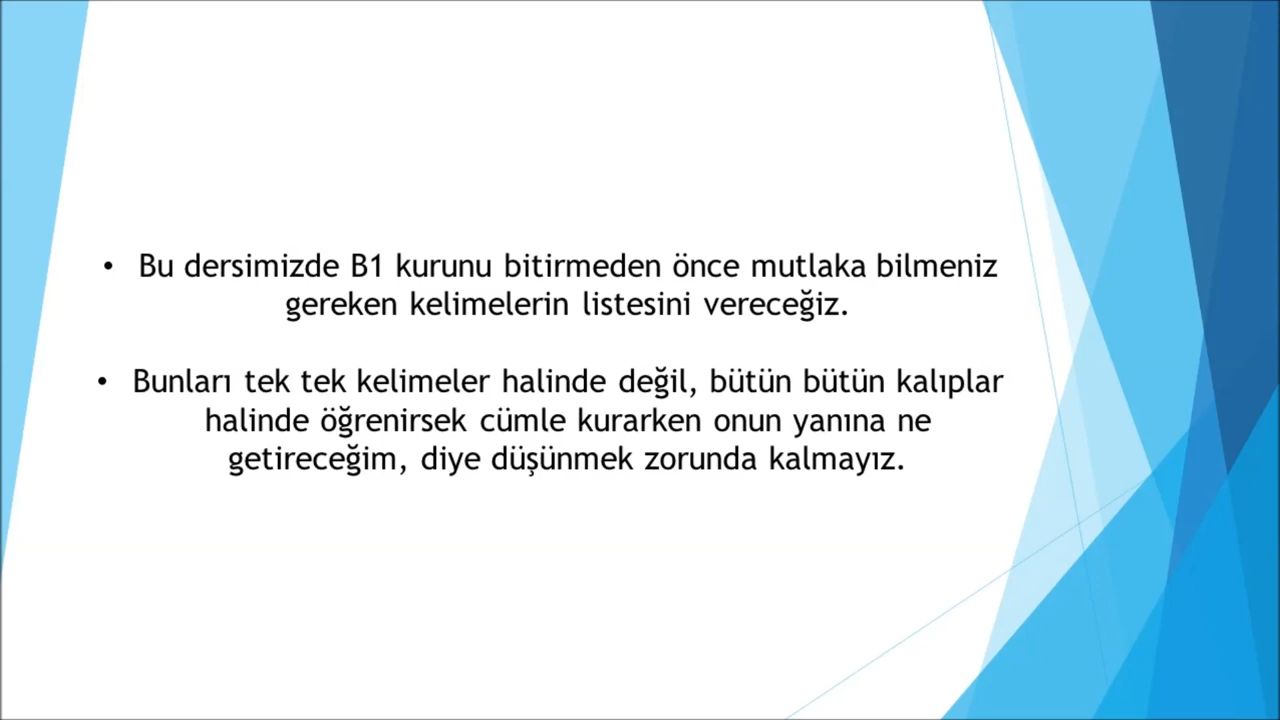 • Bu dersimizde B1 kurunu bitirmeden önce mutlaka bilmeniz
gereken kelimelerin listesini vereceğiz.
• Bunları tek tek kelimeler halinde değil, bütün bütün kalıplar
halinde öğrenirsek cümle kurarken onun yanına ne
getireceğim, diye düşünmek zorunda kalmayız.